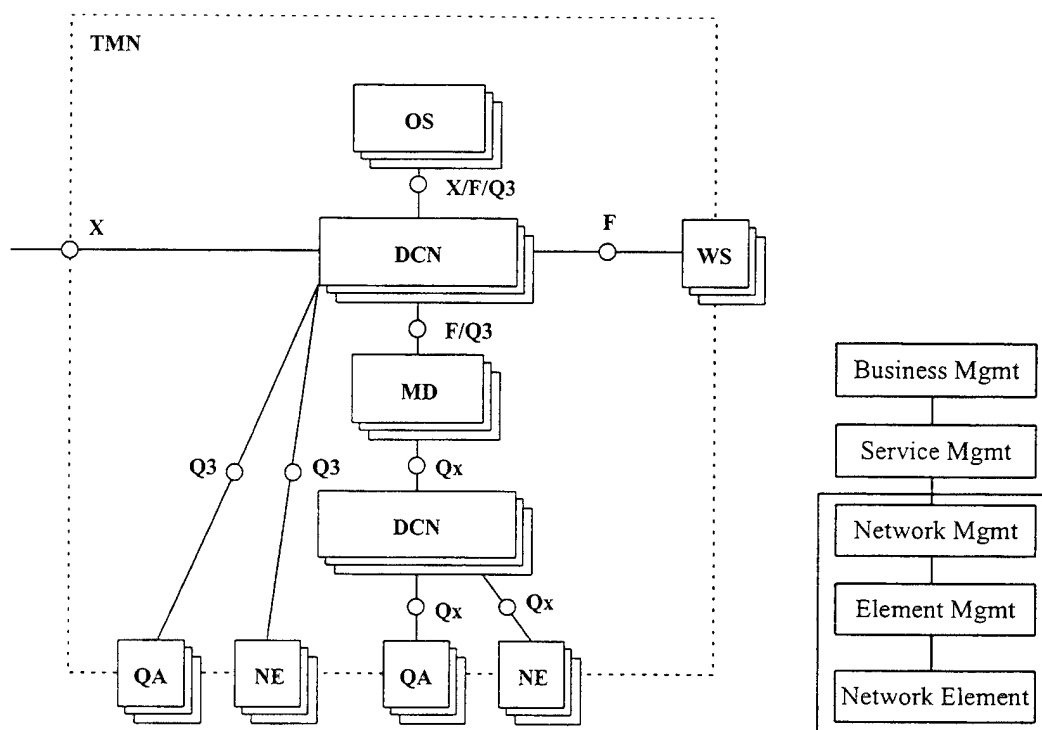 TMN
OS
X/F/Q3
X
DCN
F
WS
F/Q3
MD
Q3
Q3
Qx
DCN
Qx
Qx
QA
NE
QA
NE
Business Mgmt
Service Mgmt
Network Mgmt
Element Mgmt
Network Element